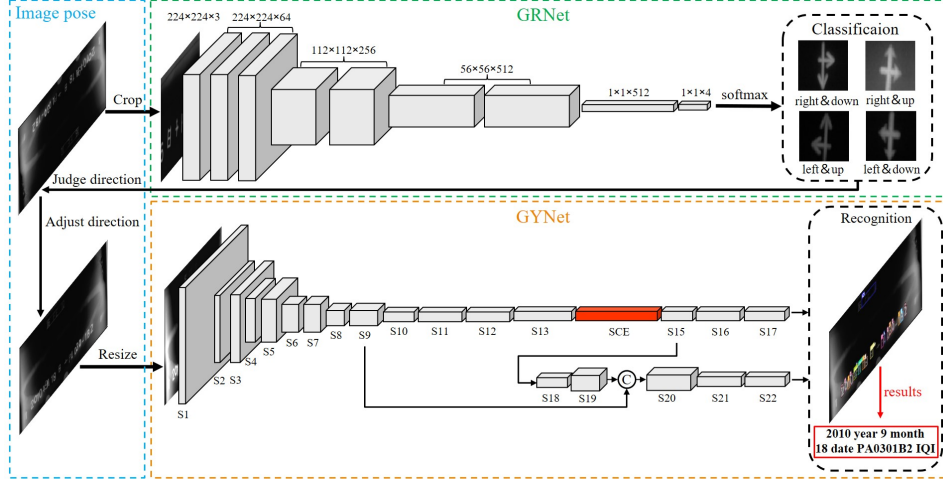 Image pose
GRNet
224×224×3
224×224×64
112×112×256
56×56×512
1×1×512
1×1×4
Crop
softmax
Classificaion
right&down
right&up
left&up
left&down
Judge direction
Adjust direction
GYNet
Resize
S1
S2
S3
S4
S5
S6
S7
S8
S9
S10
S11
S12
S13
SCE
S15
S16
S17
S18
S19
C
S20
S21
S22
Recognition
results
2010 year 9 month
18 date PA0301B2 IQI